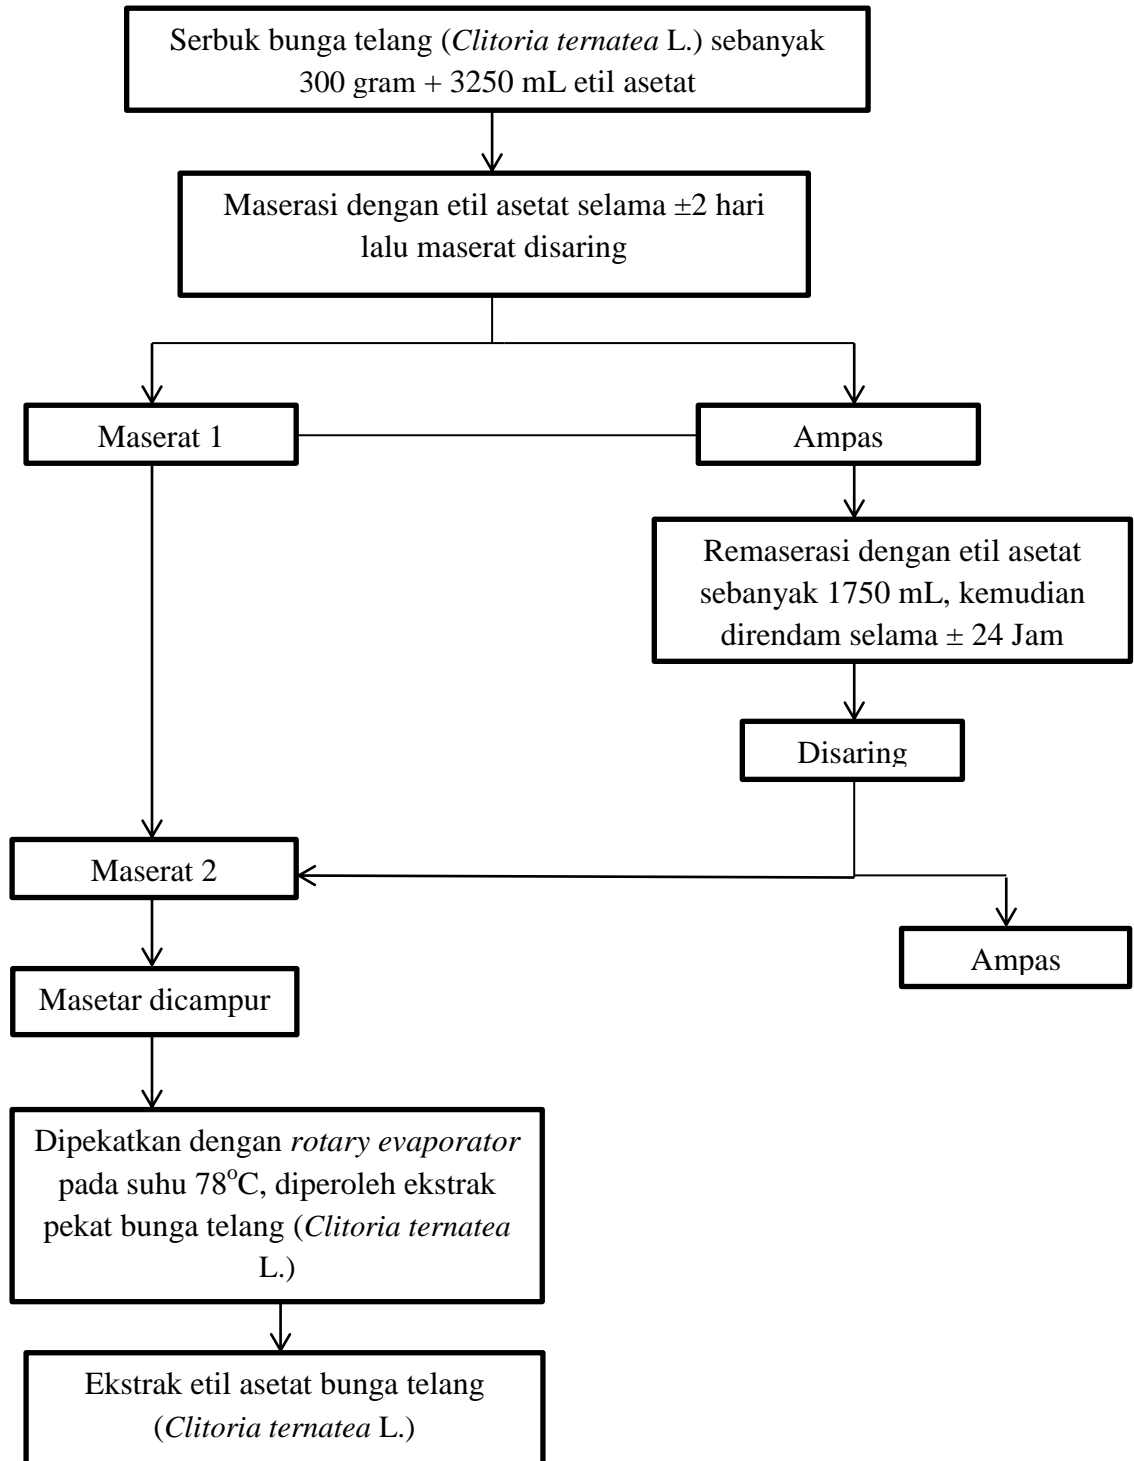 Serbuk bunga telang (Clitoria ternatea L.) sebanyak
300 gram + 3250 mL etil asetat
Maserasi dengan etil asetat selama ±2 hari
lalu maserat disaring
Maserat 1
Ampas
Remaserasi dengan etil asetat
sebanyak 1750 mL, kemudian
direndam selama ± 24 Jam
Disaring
Maserat 2
Ampas
Masetar dicampur
Dipekatkan dengan rotary evaporator
pada suhu 78°C, diperoleh ekstrak
pekat bunga telang (Clitoria ternatea
L.)
Ekstrak etil asetat bunga telang
(Clitoria ternatea L.)